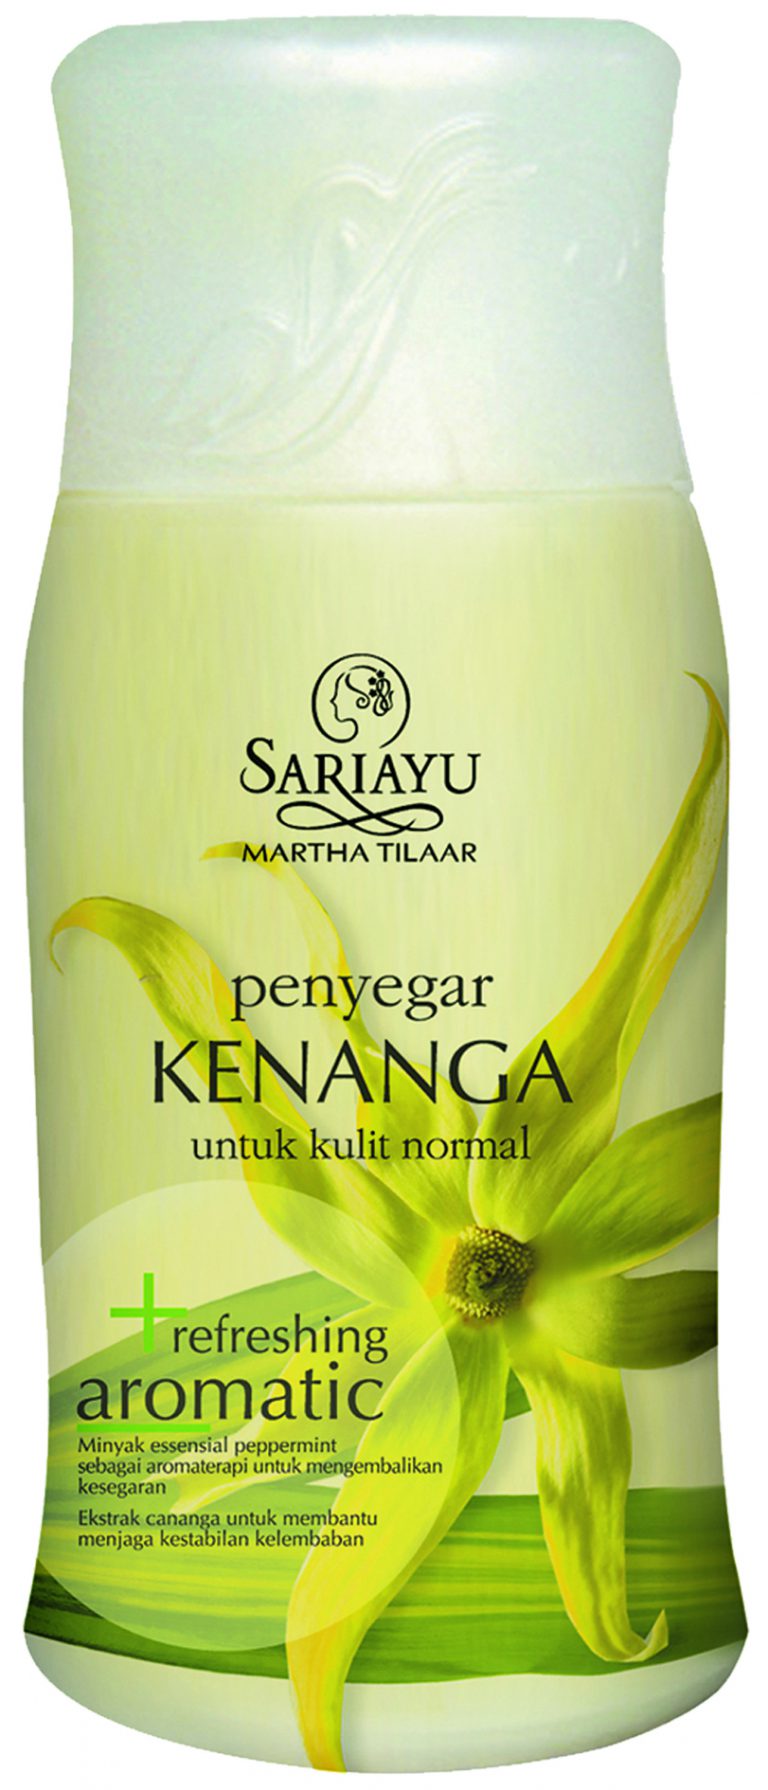 SARIAYU
MARTHA TILAAR
penyegar
KENANGA
untuk kulit normal
+refreshing
aromatic
Minyak essensial peppermint
sebagai aromaterapi untuk mengembalikan
kesegaran
Ekstrak cananga untuk membantu
menjaga kestabilan kelembaban